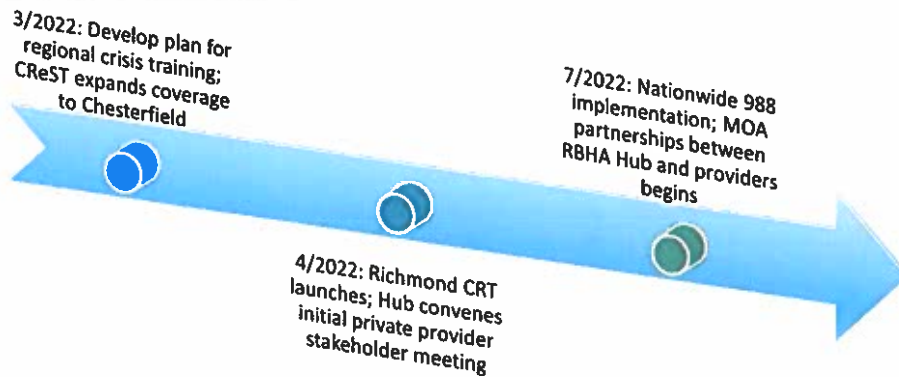 3/2022: Develop plan for
regional crisis training;
CReST expands coverage
to Chesterfield
4/2022: Richmond CRT
launches; Hub convenes
initial private provider
stakeholder meeting
7/2022: Nationwide 988
implementation; MOA
partnerships between
RBHA Hub and providers
begins